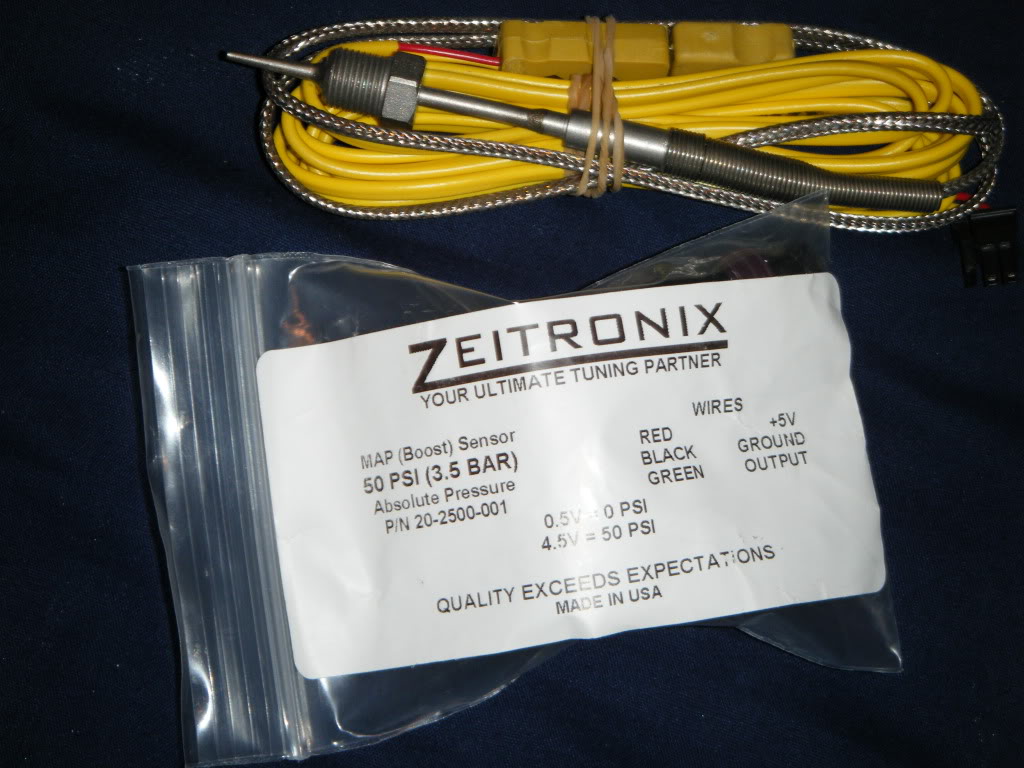 ZEITRONIX
YOUR ULTIMATE TUNING PARTNER
MAP (Boost) Sensor
50 PSI (3.5 BAR)
Absolute Pressure
P/N 20-2500-001
WIRES
RED +5V
BLACK GROUND
GREEN OUTPUT
0.5V = 0 PSI
4.5V = 50 PSI
QUALITY EXCEEDS EXPECTATIONS
MADE IN USA